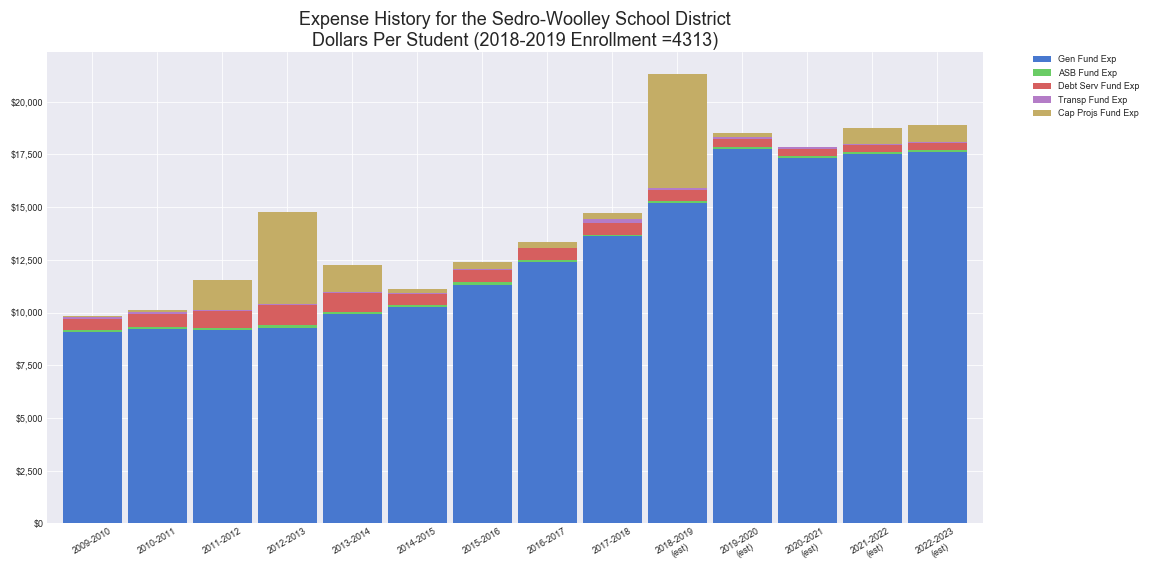 Expense History for the Sedro-Woolley School District
Dollars Per Student (2018-2019 Enrollment =4313)
Gen Fund Exp
ASB Fund Exp
Debt Serv Fund Exp
Transp Fund Exp
Cap Projs Fund Exp
$20,000
$17,500
$15,000
$12,500
$10,000
$7,500
$5,000
$2,500
$0
2009-2010
2010-2011
2011-2012
2012-2013
2013-2014
2014-2015
2015-2016
2016-2017
2017-2018
2018-2019
(est)
2019-2020
(est)
2020-2021
(est)
2021-2022
(est)
2022-2023
(est)